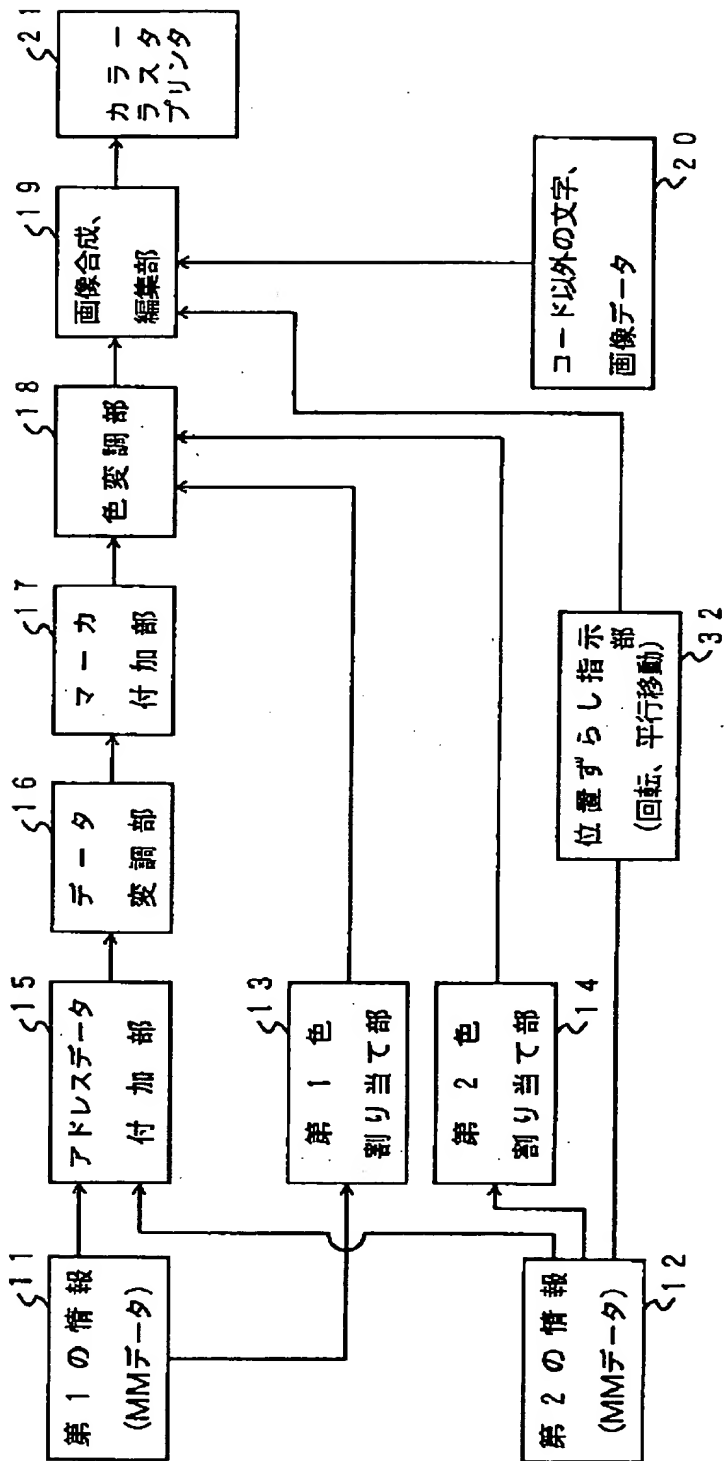 11
第1の情報
(MMデータ)
15
アドレスデータ
付加部
16
データ
変調部
17
マーカ
付加部
18
色変調部
19
画像合成、
編集部
21
カラー
ラスタ
プリンタ
13
第1色
割り当て部
第2色
割り当て部
14
第2の情報
(MMデータ)
12
位置ずらし指示
部
(回転、平行移動)
32
コード以外の文字、
画像データ
20